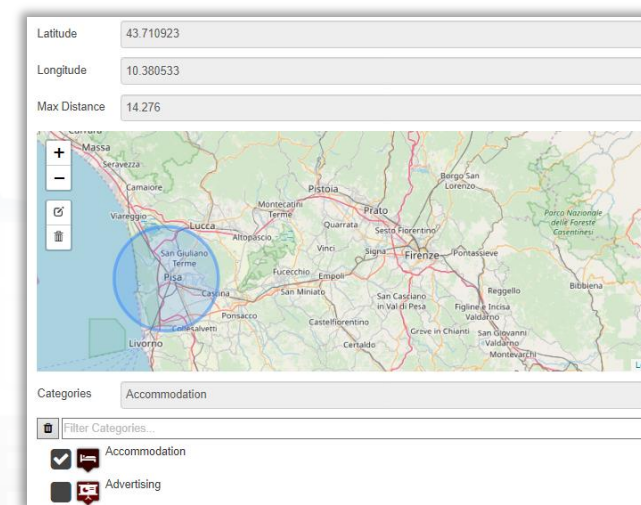 Latitude
43.710923
Longitude
10.380533
Max Distance
14.276
Massa
+
Seravezza
−
Camaiore
Borgo San
Lorenzo
Pistoia
Montecatini
Terme
Prato
Viareggio
Parco Nazionale
delle Foreste
Casentinesi
Lucca
Quarrata
Sesto Fiorentino
Altopascio
San Giuliano
Terme
Vinci
Signa
Firenze
Pontassieve
Pisa
Fucecchio
Empoli
Cascina
San Miniato
San Casciano
in Val di Pesa
Reggello
Bibbiena
Ponsacco
Figline e Incisa
Valdarno
Collesalvetti
Castelfiorentino
Greve in Chianti
San Giovanni
Valdarno
Livorno
Certaldo
Montevarchi
Categories
Accommodation
Filter Categories...
Accommodation
Advertising